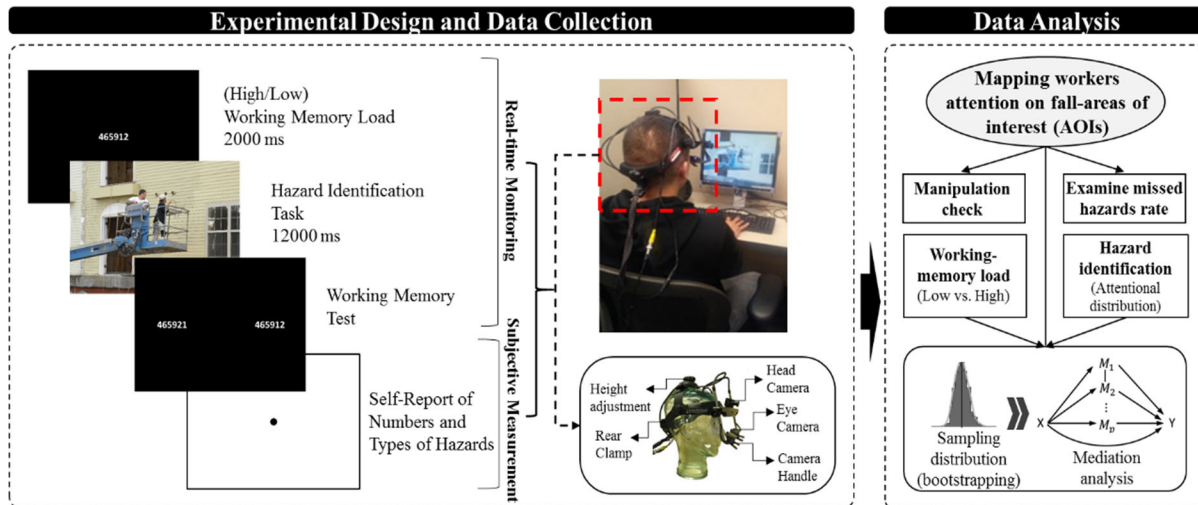 Experimental Design and Data Collection
465912
(High/Low)
Working Memory Load
2000 ms
Hazard Identification
Task
12000 ms
465921 465912
Working Memory
Test
Self-Report of
Numbers and
Types of Hazards
Real-time Monitoring
Subjective Measurement
Height
adjustment
Rear
Clamp
Head
Camera
Eye
Camera
Camera
Handle
Data Analysis
Mapping workers
attention on fall-areas of
interest (AOIs)
Manipulation
check
Examine missed
hazards rate
Working-
memory load
(Low vs. High)
Hazard
identification
(Attentional
distribution)
Sampling
distribution
(bootstrapping)
M₁
M₂
⋮
X Mₚ Y
Mediation
analysis